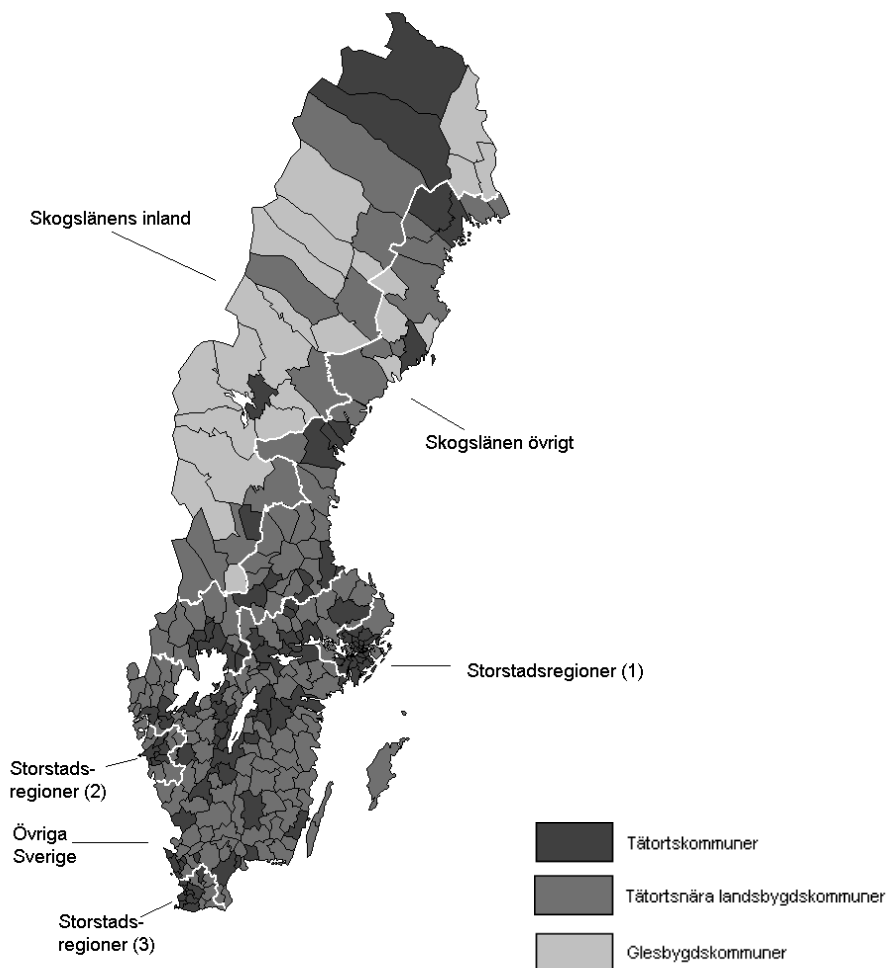 Skogslänens inland
Skogslänen övrigt
Storstadsregioner (1)
Storstads-
regioner (2)
Övriga
Sverige
Storstads-
regioner (3)
Tätortskommuner
Tätortsnära landsbygdskommuner
Glesbygdskommuner